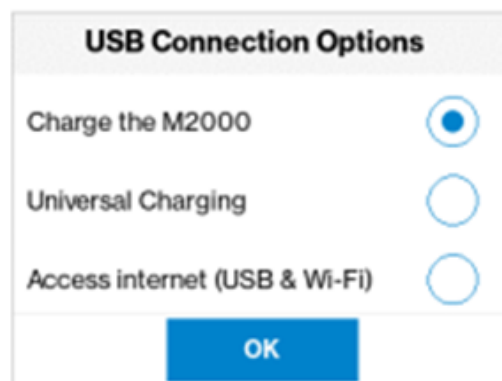 USB Connection Options
Charge the M2000
Universal Charging
Access internet (USB & Wi-Fi)
OK